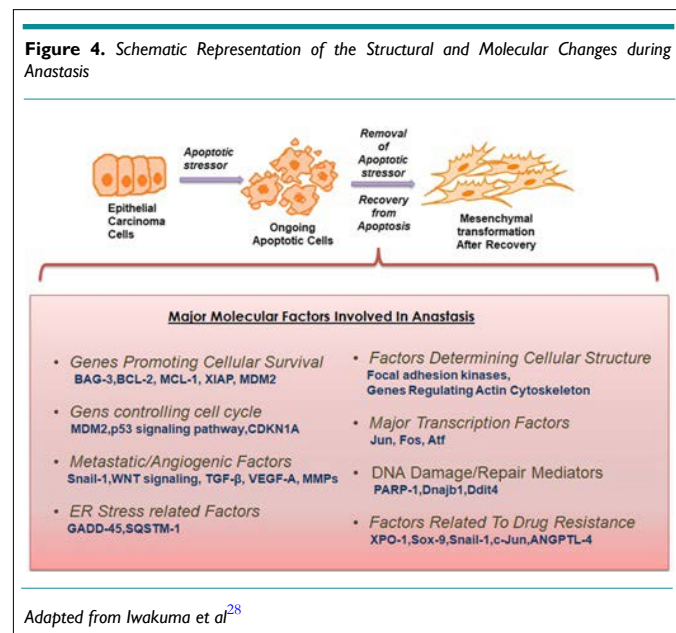 Figure 4. Schematic Representation of the Structural and Molecular Changes during
Anastasis
Apoptotic
stressor
Removal
of
Apoptotic
stressor
Recovery
from
Apoptosis
Epithelial
Carcinoma
Cells
Ongoing
Apoptotic Cells
Mesenchymal
transformation
After Recovery
Major Molecular Factors Involved In Anastasis
• Genes Promoting Cellular Survival
BAG-3,BCL-2, MCL-1, XIAP, MDM2
• Gens controlling cell cycle
MDM2,p53 signaling pathway,CDKN1A
• Metastatic/Angiogenic Factors
Snail-1,WNT signaling, TGF-β, VEGF-A, MMPs
• ER Stress related Factors
GADD-45,SQSTM-1
• Factors Determining Cellular Structure
Focal adhesion kinases,
Genes Regulating Actin Cytoskeleton
• Major Transcription Factors
Jun, Fos, Atf
• DNA Damage/Repair Mediators
PARP-1,Dnajb1,Ddit4
• Factors Related To Drug Resistance
XPO-1,Sox-9,Snail-1,c-Jun,ANGPTL-4
Adapted from Iwakuma et al28